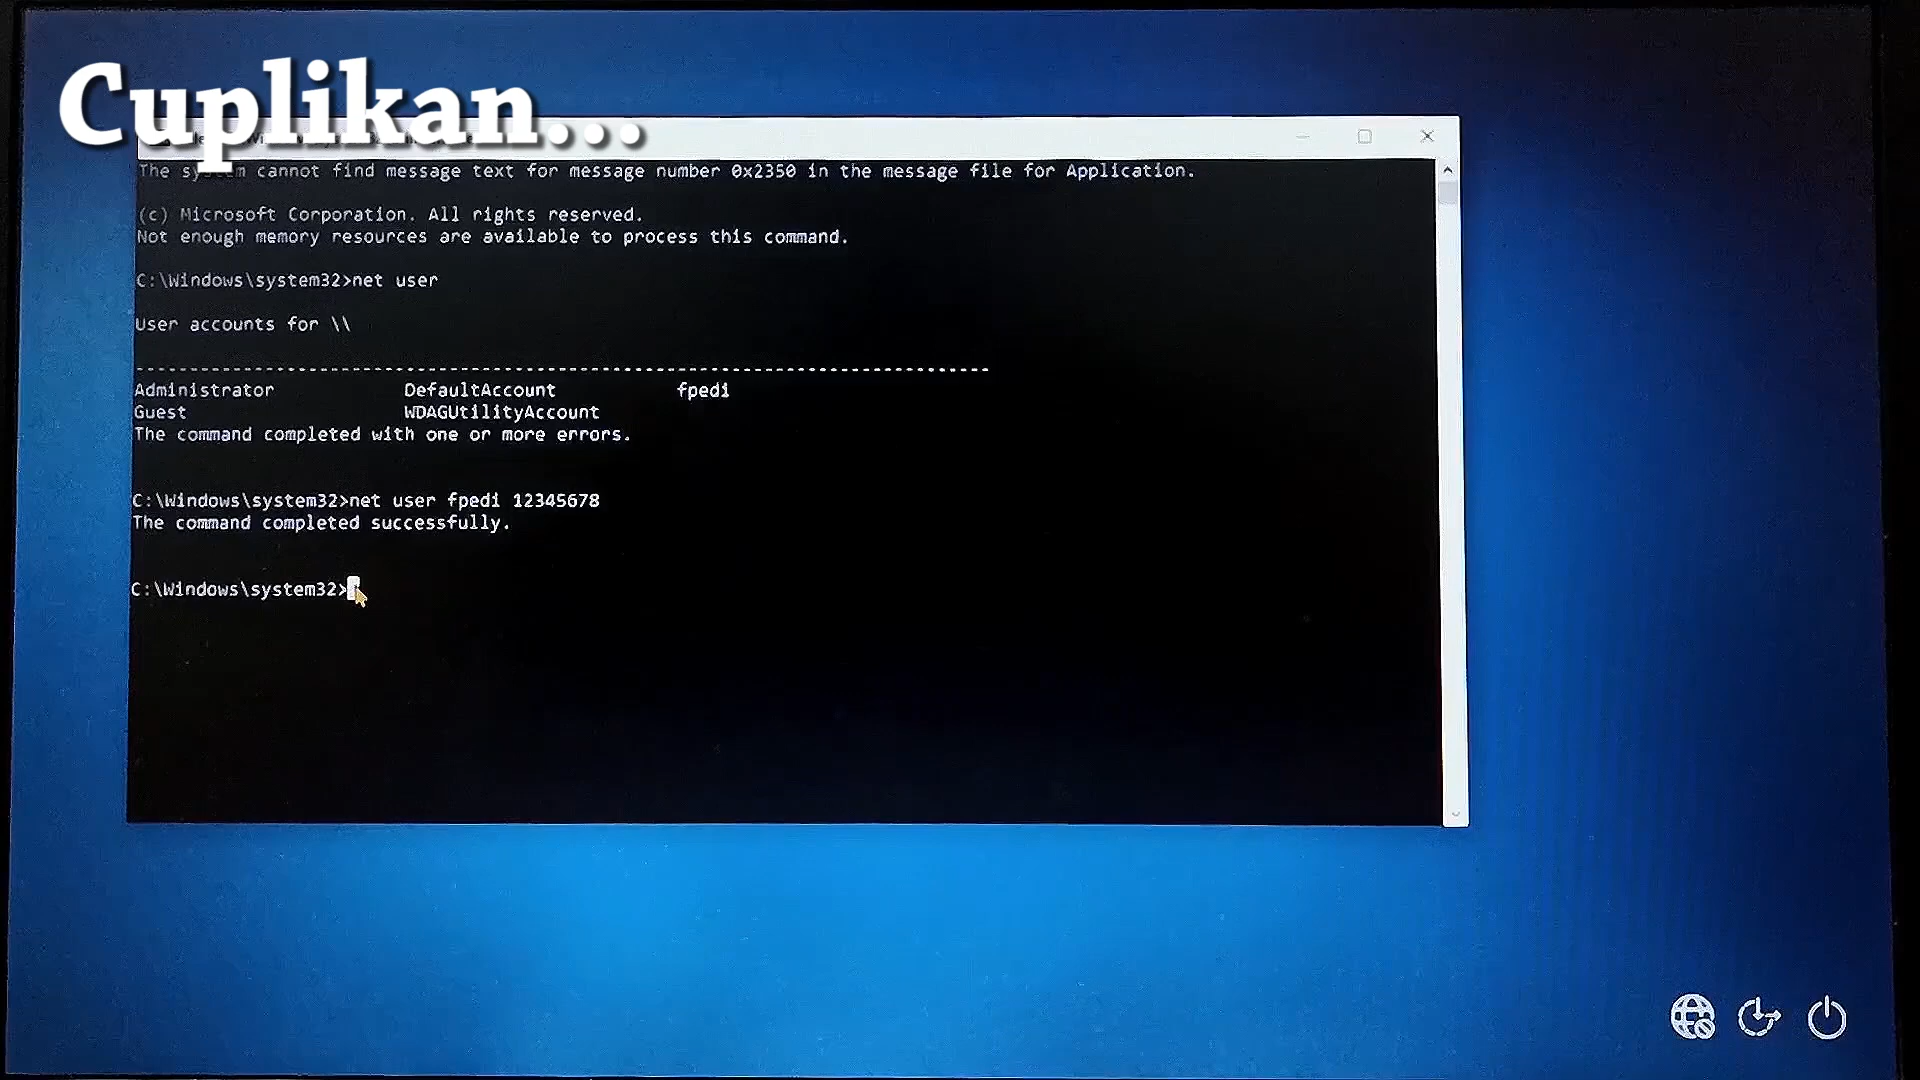 Cuplikan...
The system cannot find message text for message number 0x2350 in the message file for Application.
(c) Microsoft Corporation. All rights reserved.
Not enough memory resources are available to process this command.
C:\Windows\system32>net user
User accounts for \\
-------------------------------------------------------------------------------
Administrator DefaultAccount fpedi
Guest WDAGUtilityAccount
The command completed with one or more errors.
C:\Windows\system32>net user fpedi 12345678
The command completed successfully.
C:\Windows\system32>